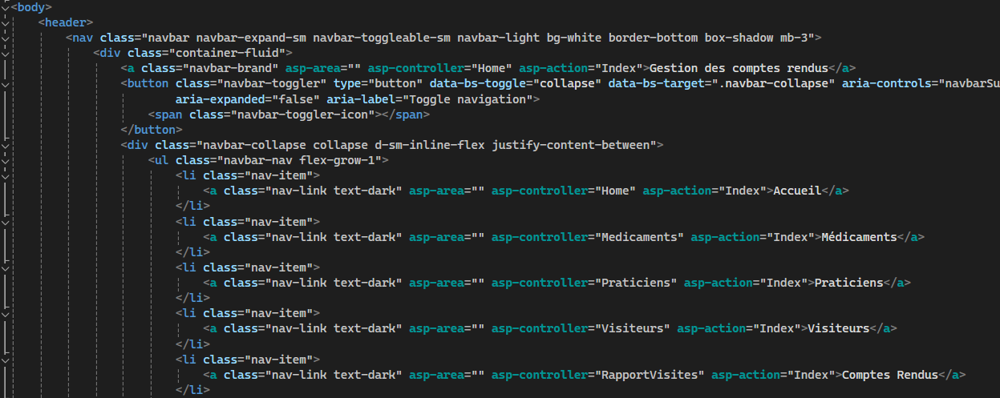 <body>
<header>
<nav class="navbar navbar-expand-sm navbar-toggleable-sm navbar-light bg-white border-bottom box-shadow mb-3">
<div class="container-fluid">
<a class="navbar-brand" asp-area="" asp-controller="Home" asp-action="Index">Gestion des comptes rendus</a>
<button class="navbar-toggler" type="button" data-bs-toggle="collapse" data-bs-target=".navbar-collapse" aria-controls="navbarSu
aria-expanded="false" aria-label="Toggle navigation">
<span class="navbar-toggler-icon"></span>
</button>
<div class="navbar-collapse collapse d-sm-inline-flex justify-content-between">
<ul class="navbar-nav flex-grow-1">
<li class="nav-item">
<a class="nav-link text-dark" asp-area="" asp-controller="Home" asp-action="Index">Accueil</a>
</li>
<li class="nav-item">
<a class="nav-link text-dark" asp-area="" asp-controller="Medicaments" asp-action="Index">Médicaments</a>
</li>
<li class="nav-item">
<a class="nav-link text-dark" asp-area="" asp-controller="Praticiens" asp-action="Index">Praticiens</a>
</li>
<li class="nav-item">
<a class="nav-link text-dark" asp-area="" asp-controller="Visiteurs" asp-action="Index">Visiteurs</a>
</li>
<li class="nav-item">
<a class="nav-link text-dark" asp-area="" asp-controller="RapportVisites" asp-action="Index">Comptes Rendus</a>
</li>